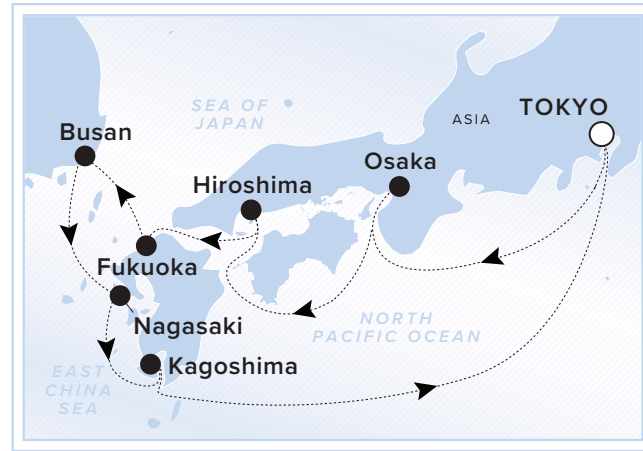 SEA OF
JAPAN
ASIA
TOKYO
Busan
Osaka
Hiroshima
Fukuoka
Nagasaki
NORTH
PACIFIC OCEAN
Kagoshima
EAST
CHINA
SEA